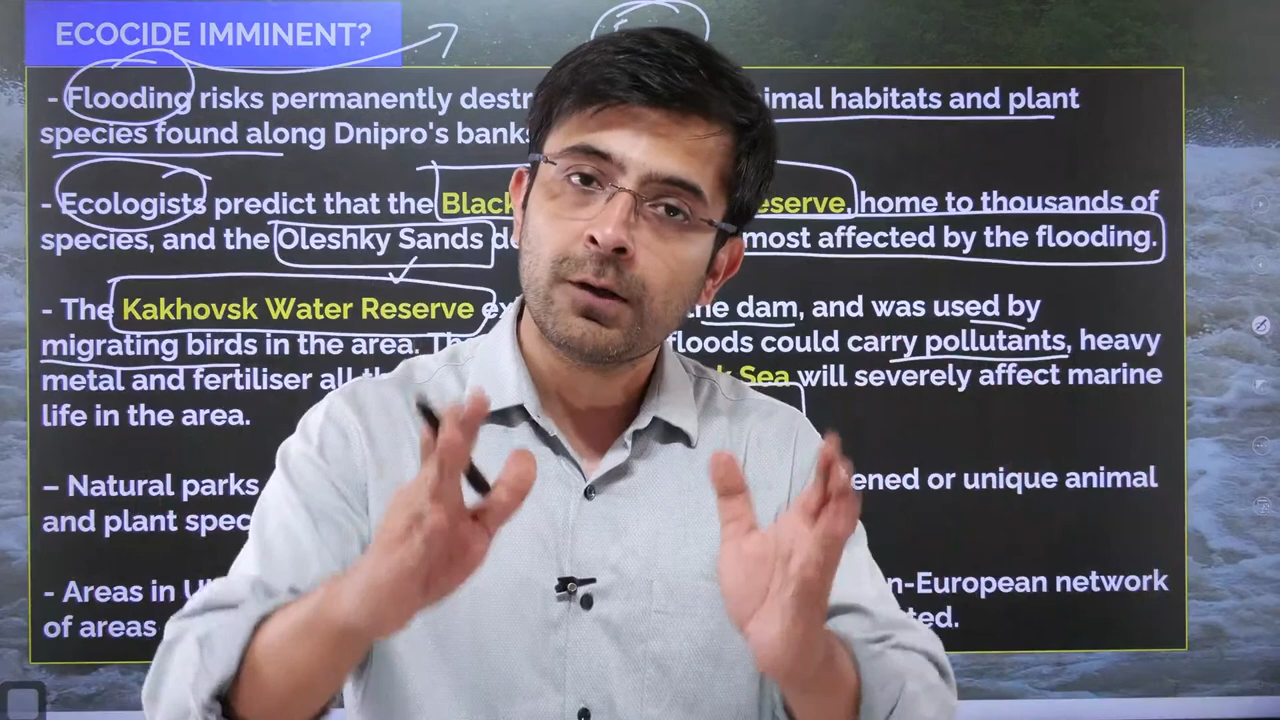 ECOCIDE IMMINENT?
- Flooding risks permanently destr imal habitats and plant
species found along Dnipro's banks
- Ecologists predict that the Black eserve, home to thousands of
species, and the Oleshky Sands de most affected by the flooding.
- The Kakhovsk Water Reserve ex the dam, and was used by
migrating birds in the area. Th floods could carry pollutants, heavy
metal and fertiliser all th k Sea will severely affect marine
life in the area.
– Natural parks ened or unique animal
and plant spec
- Areas in U n-European network
of areas ted.